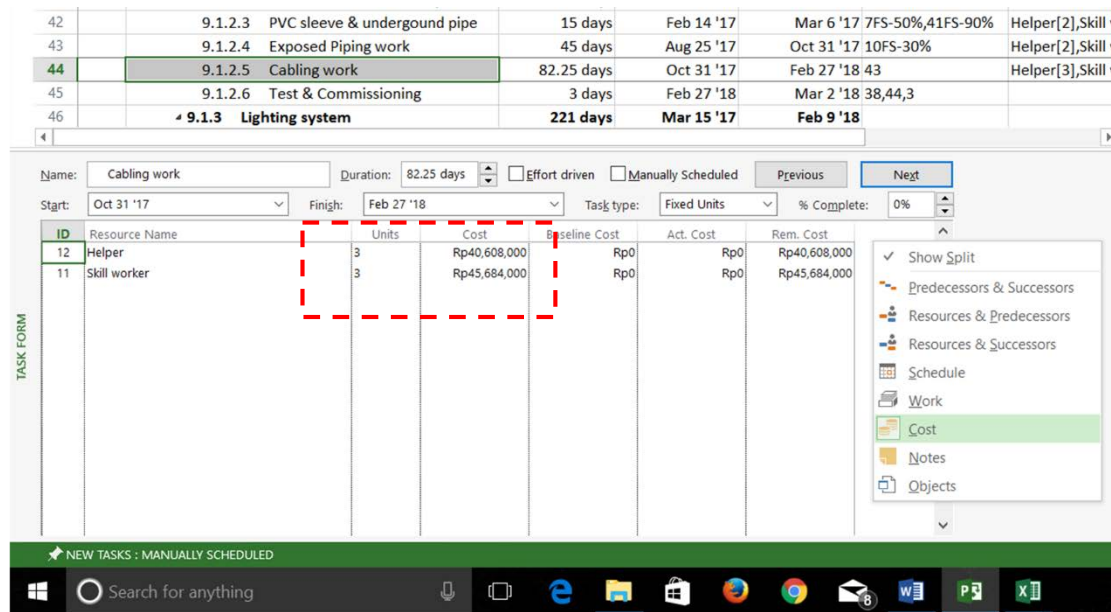 42 9.1.2.3 PVC sleeve & undergound pipe 15 days Feb 14 '17 Mar 6 '17 7FS-50%,41FS-90% Helper[2],Skill
43 9.1.2.4 Exposed Piping work 45 days Aug 25 '17 Oct 31 '17 10FS-30% Helper[2],Skill
44 9.1.2.5 Cabling work 82.25 days Oct 31 '17 Feb 27 '18 43 Helper[3],Skill
45 9.1.2.6 Test & Commissioning 3 days Feb 27 '18 Mar 2 '18 38,44,3
46 9.1.3 Lighting system 221 days Mar 15 '17 Feb 9 '18
Name: Cabling work Duration: 82.25 days Effort driven Manually Scheduled Previous Next
Start: Oct 31 '17 Finish: Feb 27 '18 Task type: Fixed Units % Complete: 0%
ID Resource Name Units Cost Baseline Cost Act. Cost Rem. Cost
12 Helper 3 Rp40,608,000 Rp0 Rp0 Rp40,608,000
11 Skill worker 3 Rp45,684,000 Rp0 Rp0 Rp45,684,000
Show Split
Predecessors & Successors
Resources & Predecessors
Resources & Successors
Schedule
Work
Cost
Notes
Objects
TASK FORM
NEW TASKS : MANUALLY SCHEDULED
Search for anything
8